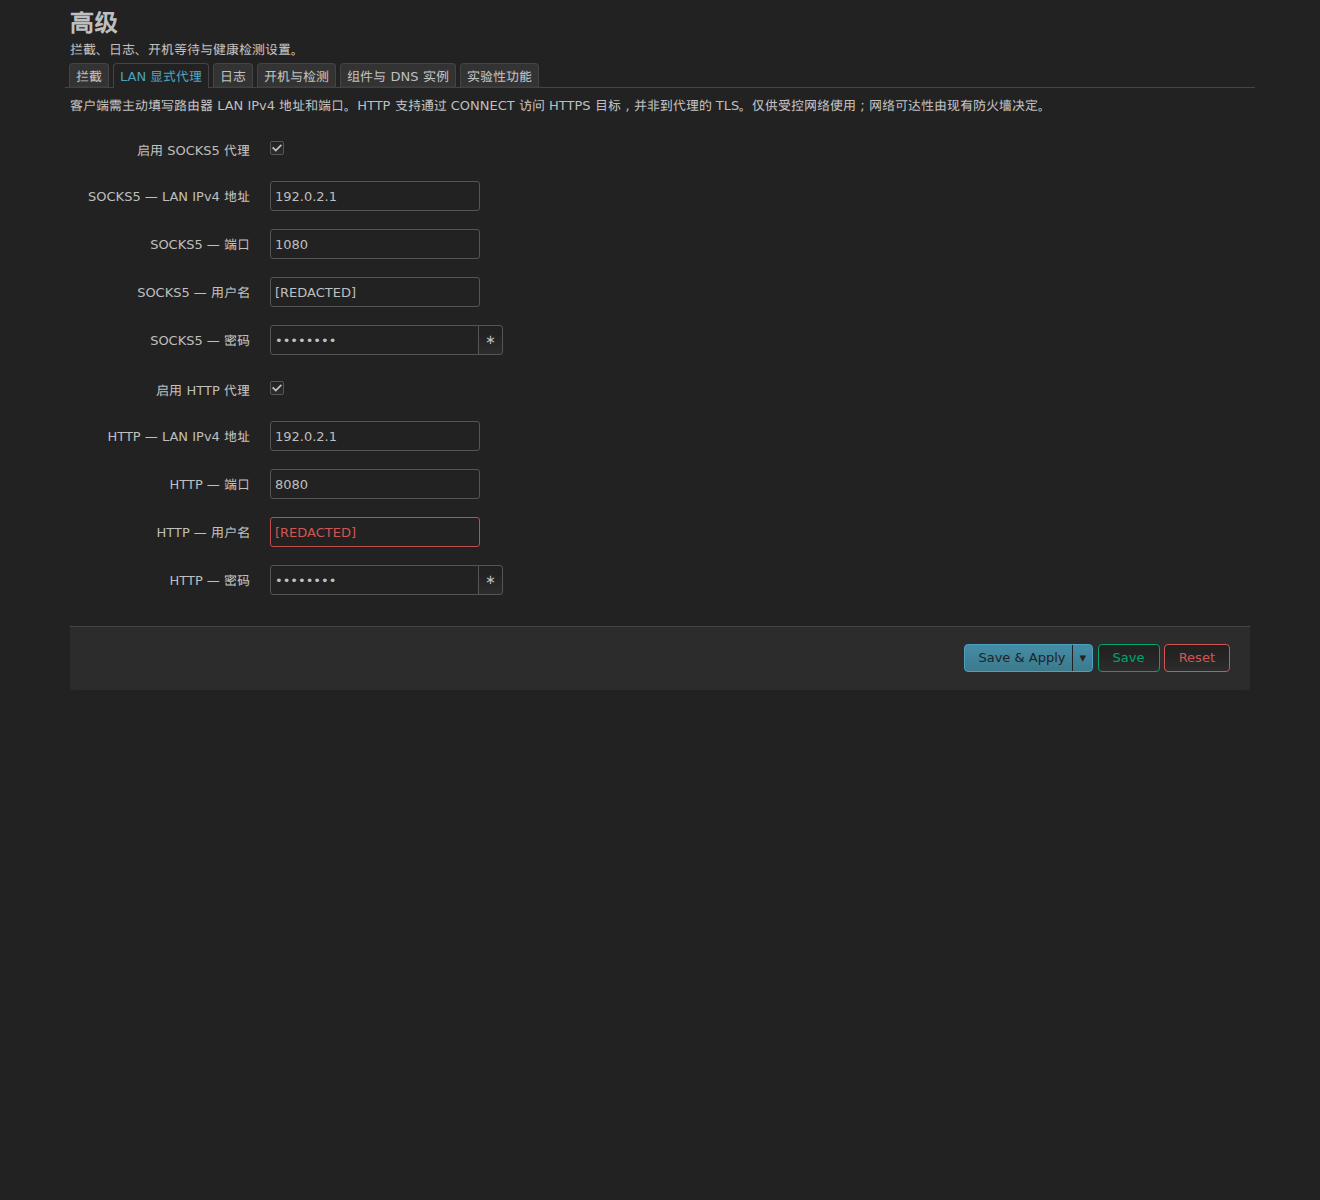 高级
拦截、日志、开机等待与健康检测设置。
拦截 LAN 显式代理 日志 开机与检测 组件与 DNS 实例 实验性功能
客户端需主动填写路由器 LAN IPv4 地址和端口。HTTP 支持通过 CONNECT 访问 HTTPS 目标，并非到代理的 TLS。仅供受控网络使用；网络可达性由现有防火墙决定。
启用 SOCKS5 代理
SOCKS5 — LAN IPv4 地址 192.0.2.1
SOCKS5 — 端口 1080
SOCKS5 — 用户名 [REDACTED]
SOCKS5 — 密码 •••••••• ∗
启用 HTTP 代理
HTTP — LAN IPv4 地址 192.0.2.1
HTTP — 端口 8080
HTTP — 用户名 [REDACTED]
HTTP — 密码 •••••••• ∗
Save & Apply ▾ Save Reset